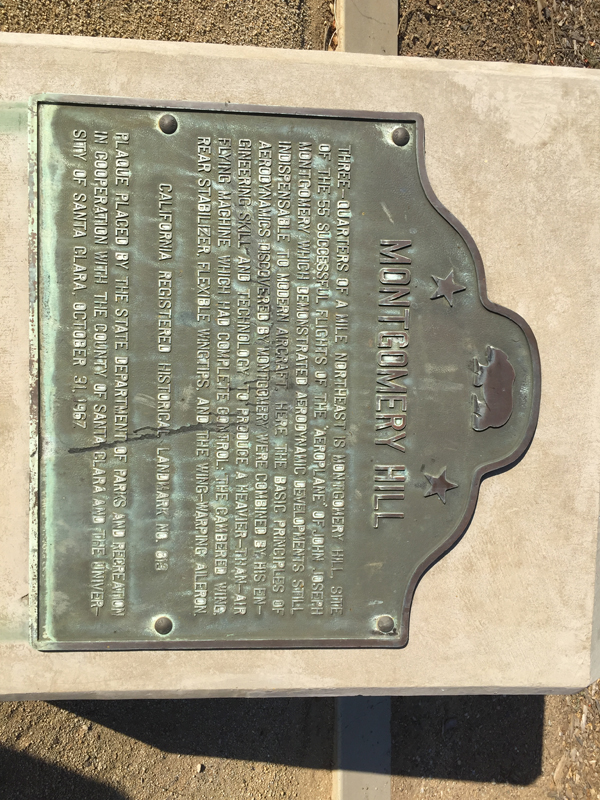 MONTGOMERY HILL
THREE-QUARTERS OF A MILE NORTHEAST IS MONTGOMERY HILL, SITE
OF THE 55 SUCCESSFUL FLIGHTS OF THE "AEROPLANE" OF JOHN JOSEPH
MONTGOMERY WHICH DEMONSTRATED AERODYNAMIC DEVELOPMENTS STILL
INDISPENSABLE TO MODERN AIRCRAFT. HERE THE BASIC PRINCIPLES OF
AERODYNAMICS DISCOVERED BY MONTGOMERY WERE COMBINED BY HIS EN-
GINEERING SKILL AND TECHNOLOGY TO PRODUCE A HEAVIER-THAN-AIR
FLYING MACHINE WHICH HAD COMPLETE CONTROL, THE CAMBERED WING,
REAR STABILIZER, FLEXIBLE WINGTIPS, AND THE WING-WARPING AILERON.
CALIFORNIA REGISTERED HISTORICAL LANDMARK NO. 813
PLAQUE PLACED BY THE STATE DEPARTMENT OF PARKS AND RECREATION
IN COOPERATION WITH THE COUNTY OF SANTA CLARA AND THE UNIVER-
SITY OF SANTA CLARA, OCTOBER 21, 1967